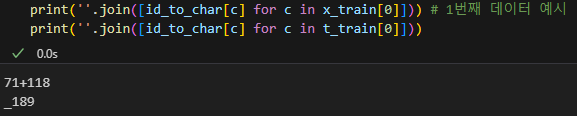 print(''.join([id_to_char[c] for c in x_train[0]])) # 1번째 데이터 예시
print(''.join([id_to_char[c] for c in t_train[0]]))
0.0s
71+118
_189